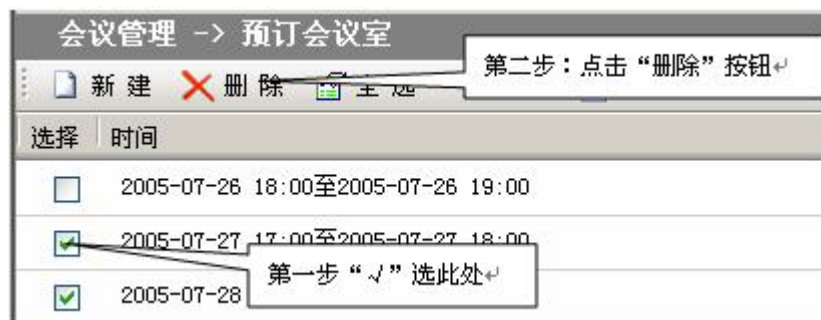 会议管理 -> 预订会议室
第二步：点击“删除”按钮↵
新 建 删 除 全 选
选择 时间
2005-07-26 18:00至2005-07-26 19:00
2005-07-27 17:00至2005-07-27 18:00
第一步“√”选此处↵
2005-07-28